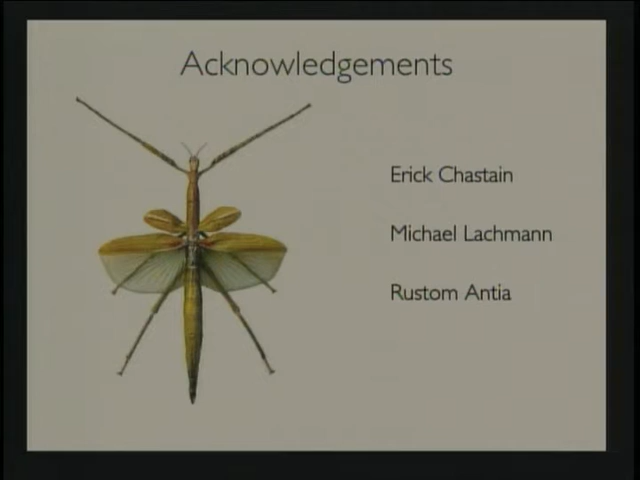 Acknowledgements
Erick Chastain
Michael Lachmann
Rustom Antia